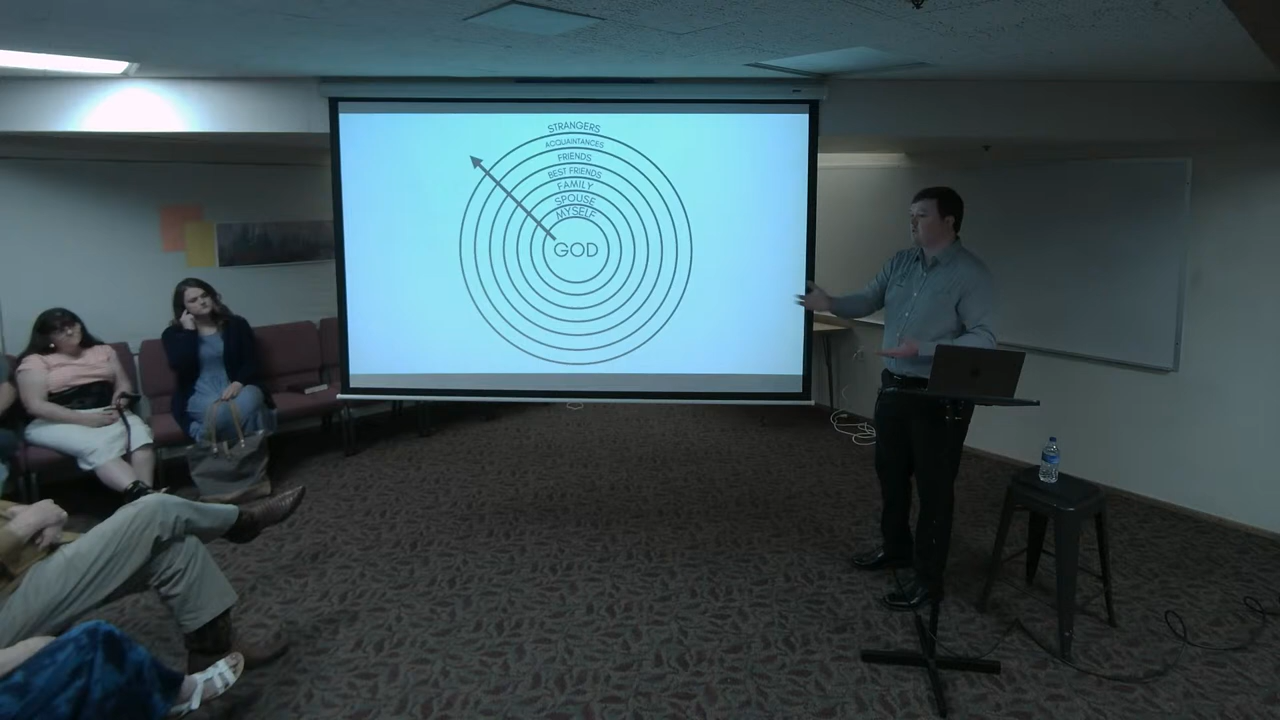 STRANGERS
ACQUAINTANCES
FRIENDS
BEST FRIENDS
FAMILY
SPOUSE
MYSELF
GOD